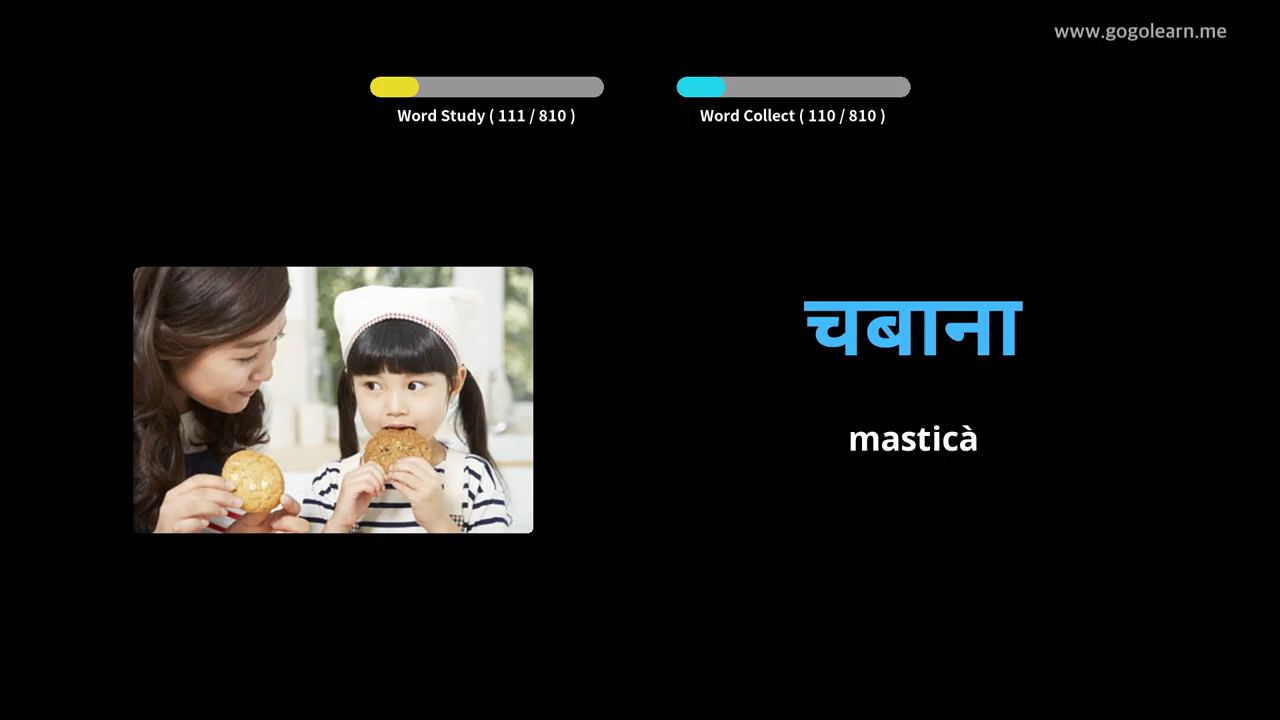 www.gogolearn.me
Word Study ( 111 / 810 )
Word Collect ( 110 / 810 )
चबाना
masticà